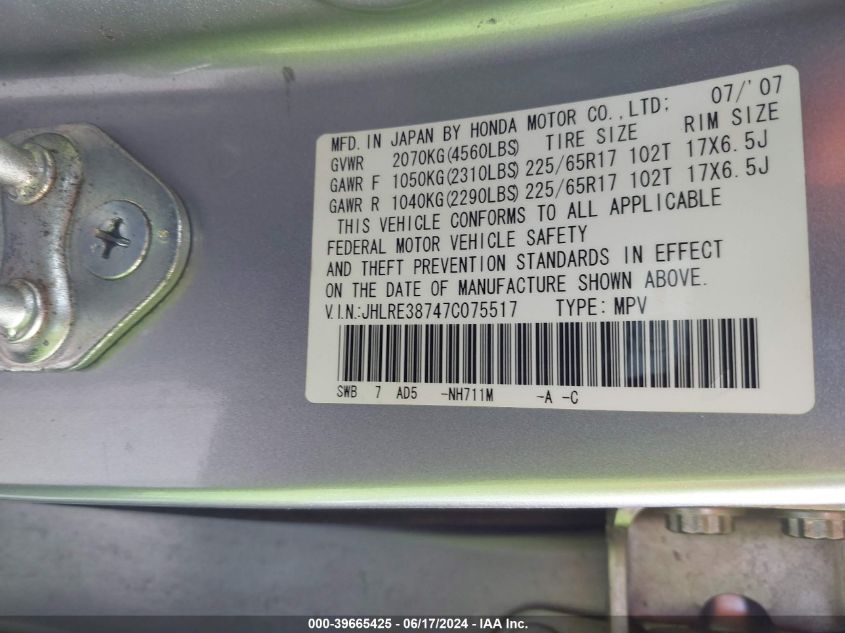 MFD. IN JAPAN BY HONDA MOTOR CO.,LTD; 07/'07
GVWR 2070KG(4560LBS) TIRE SIZE RIM SIZE
GAWR F 1050KG(2310LBS) 225/65R17 102T 17X6.5J
GAWR R 1040KG(2290LBS) 225/65R17 102T 17X6.5J
THIS VEHICLE CONFORMS TO ALL APPLICABLE
FEDERAL MOTOR VEHICLE SAFETY
AND THEFT PREVENTION STANDARDS IN EFFECT
ON THE DATE OF MANUFACTURE SHOWN ABOVE.
V.I.N.:JHLRE38747C075517 TYPE: MPV
SWB 7 AD5 -NH711M -A -C
000-39665425 - 06/17/2024 - IAA Inc.